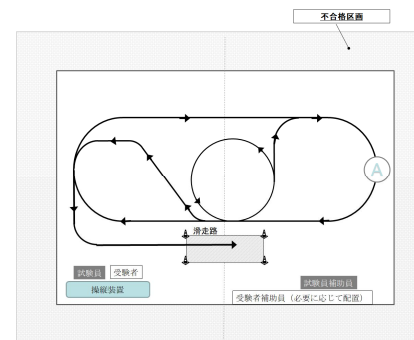 不合格区画
A
滑走路
試験員 受験者
操縦装置
試験員補助員
受験者補助員（必要に応じて配置）